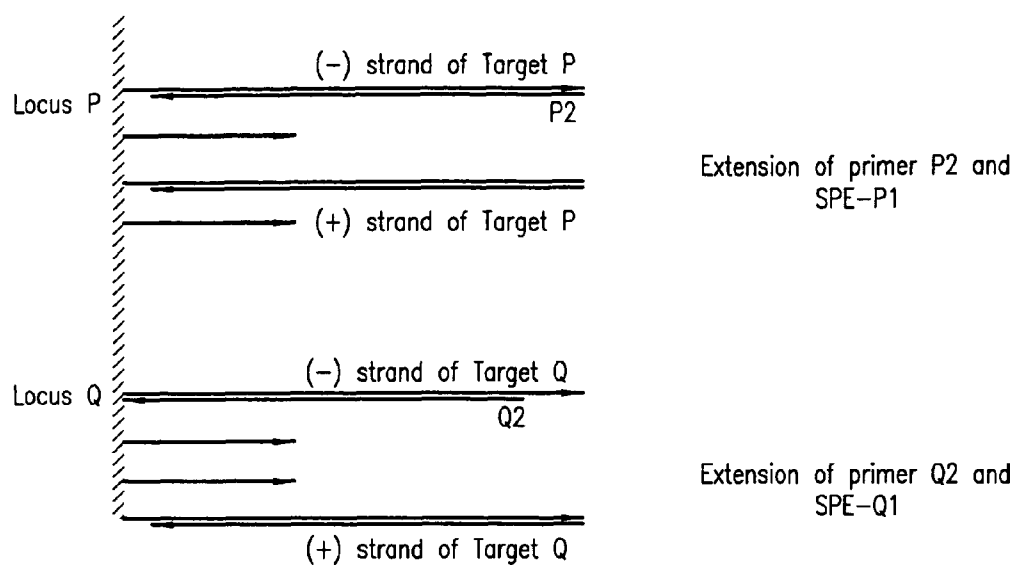 (-) strand of Target P
Locus P
P2
Extension of primer P2 and
SPE-P1
(+) strand of Target P
(-) strand of Target Q
Locus Q
Q2
Extension of primer Q2 and
SPE-Q1
(+) strand of Target Q